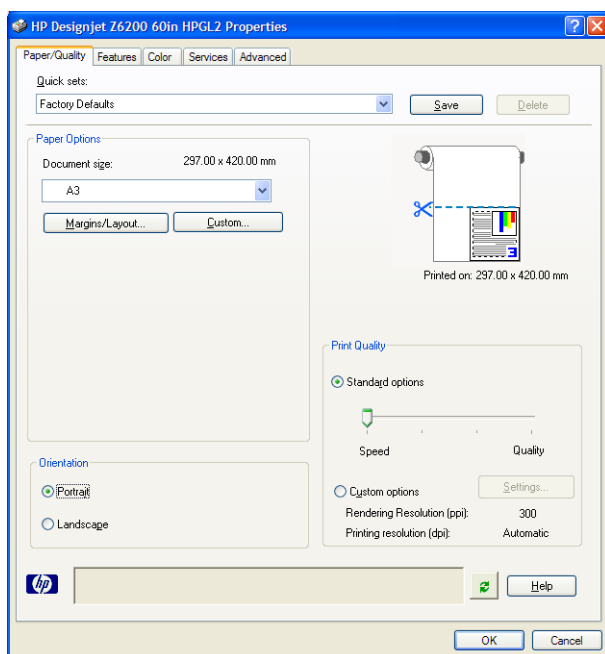 HP Designjet Z6200 60in HPGL2 Properties
Paper/Quality Features Color Services Advanced
Quick sets:
Factory Defaults
Save
Delete
Paper Options
Document size: 297.00 x 420.00 mm
A3
Margins/Layout...
Custom...
3
Printed on: 297.00 x 420.00 mm
Print Quality
Standard options
Speed Quality
Custom options
Settings...
Rendering Resolution (ppi): 300
Printing resolution (dpi): Automatic
Orientation
Portrait
Landscape
hp
Help
OK
Cancel